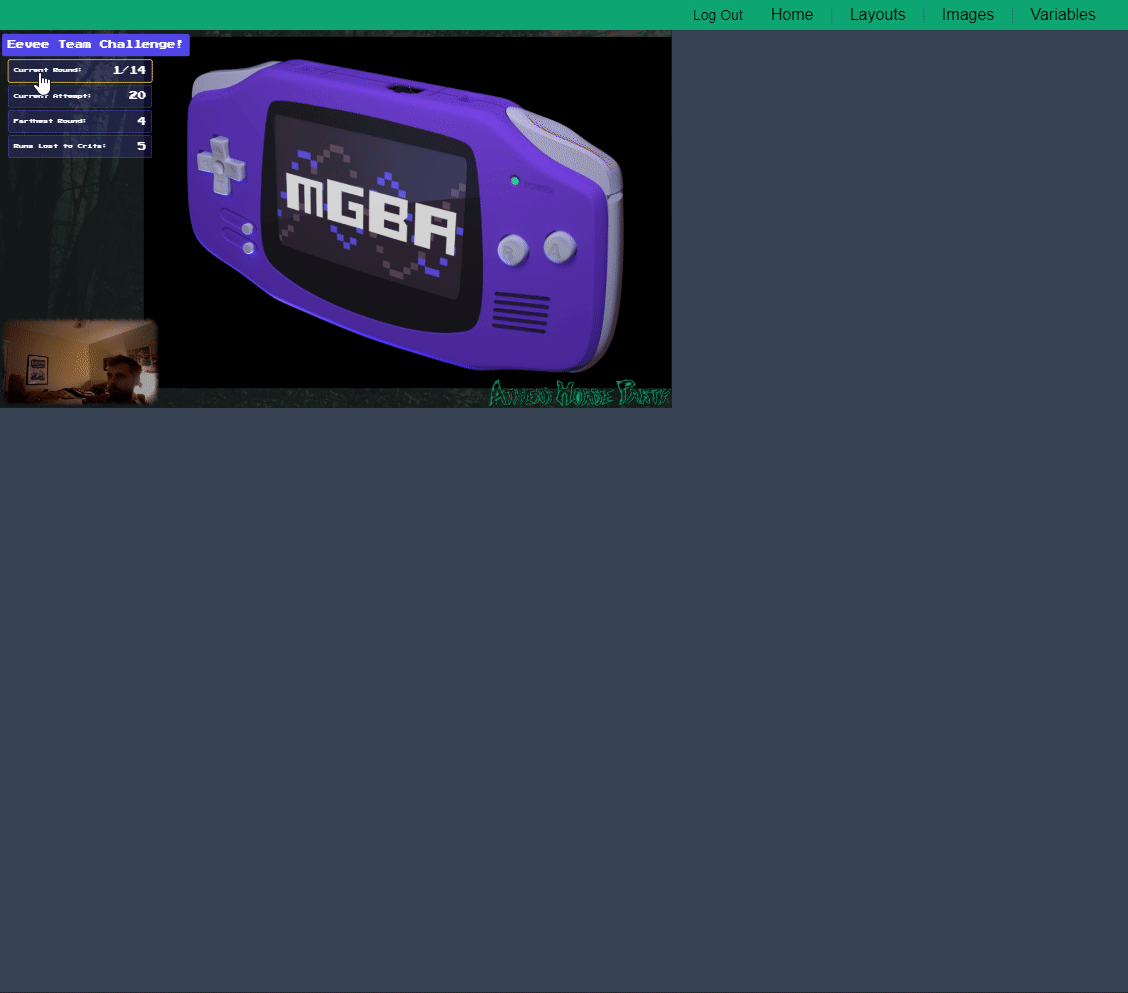 Log Out Home Layouts Images Variables
Eevee Team Challenge!
Current Round: 1/14
Current Attempt: 20
Farthest Round: 4
Runs Lost to Crits: 5
mGBA
POWER
B A